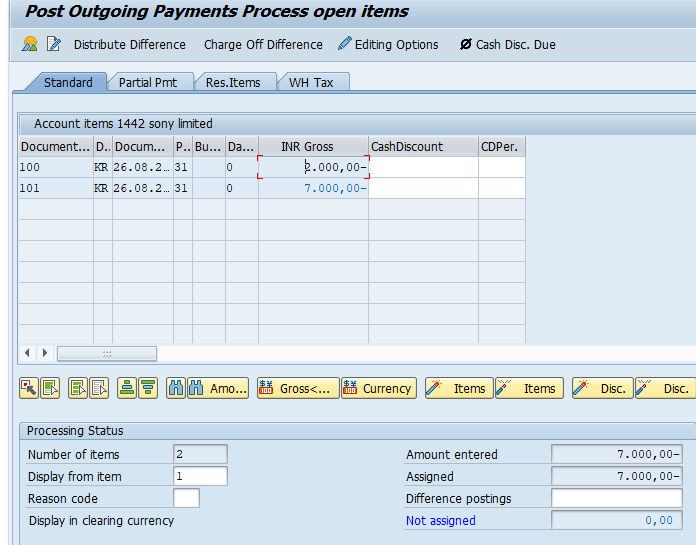 Post Outgoing Payments Process open items
Distribute Difference Charge Off Difference Editing Options Cash Disc. Due
Standard Partial Pmt Res.Items WH Tax
Account items 1442 sony limited
Document... D.. Docum... P.. Bu... Da... INR Gross CashDiscount CDPer.
100 KR 26.08.2... 31 0 2.000,00-
101 KR 26.08.2... 31 0 7.000,00-
Amo... Gross<... Currency Items Items Disc. Disc.
Processing Status
Number of items 2 Amount entered 7.000,00-
Display from item 1 Assigned 7.000,00-
Reason code Difference postings
Display in clearing currency Not assigned 0,00